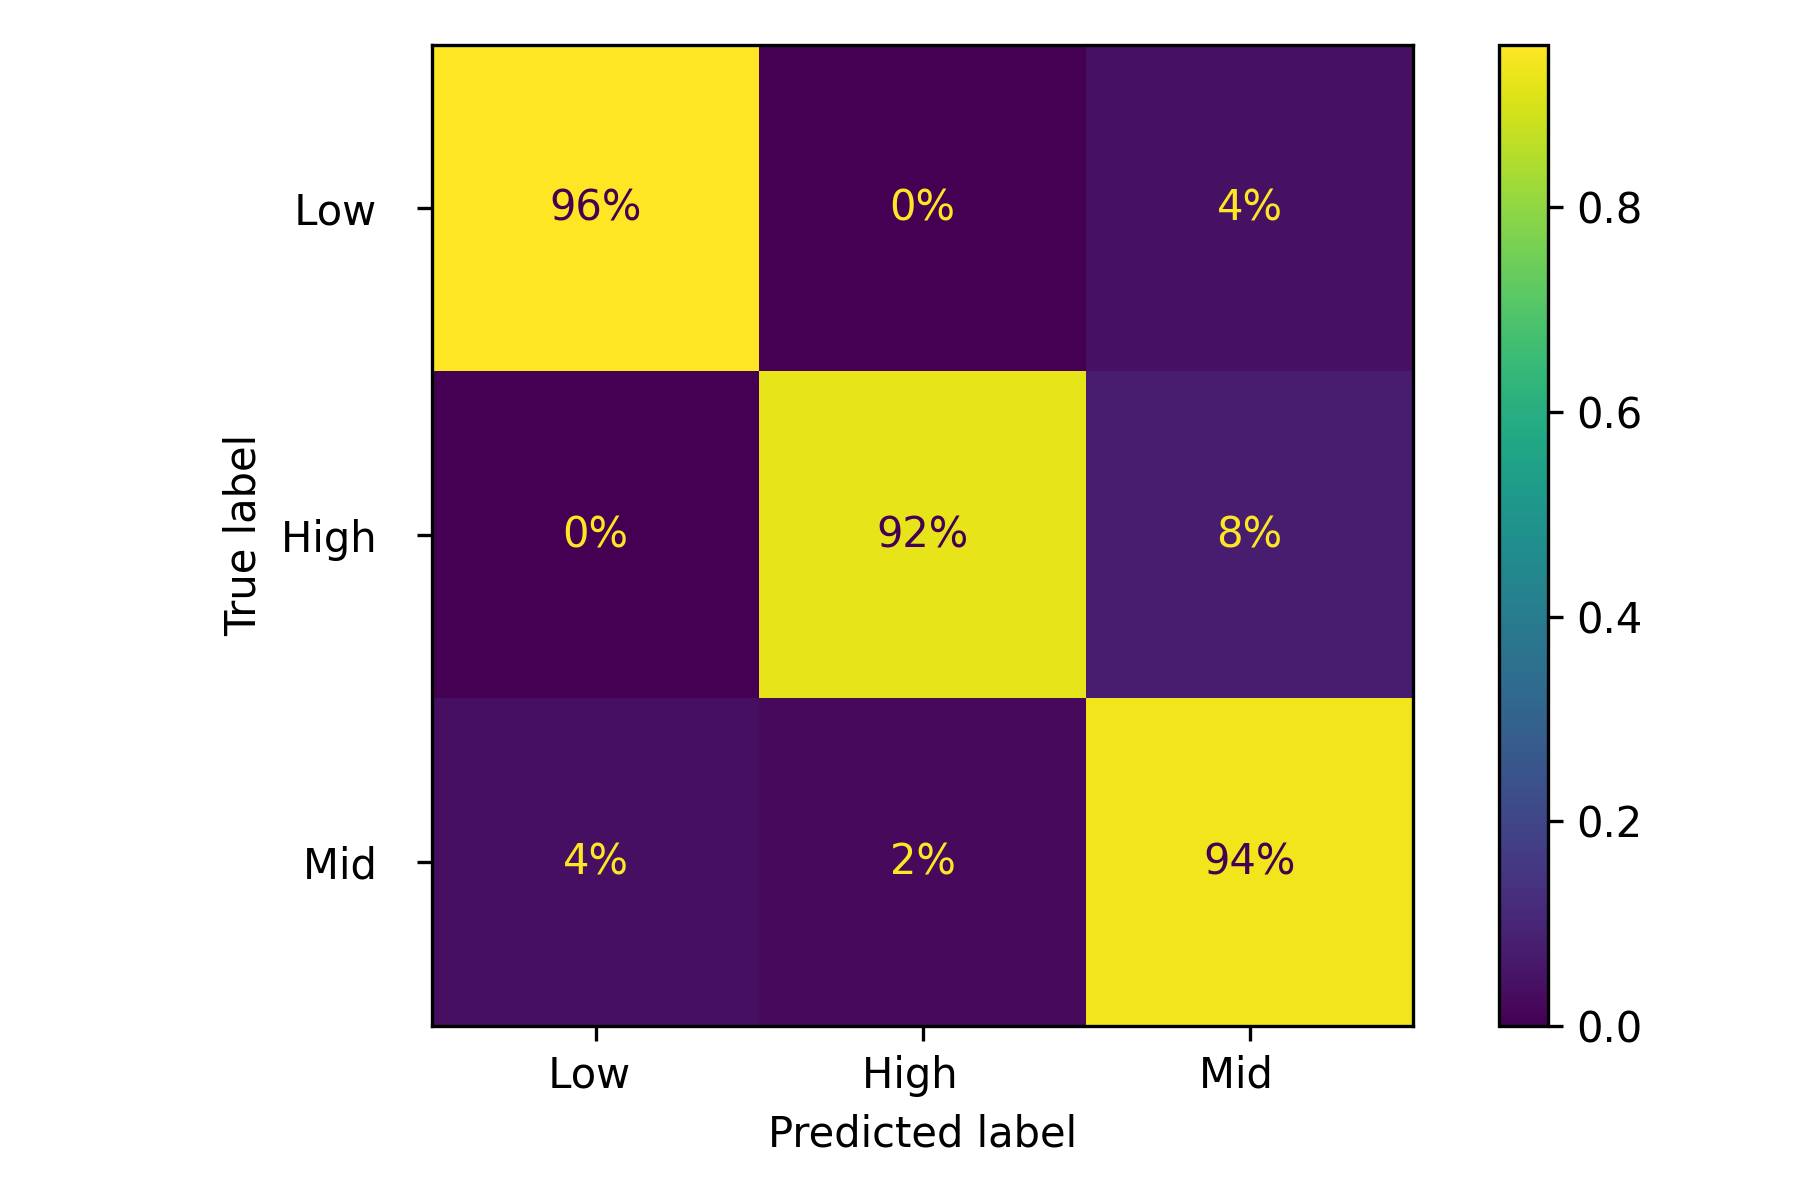 Low 96% 0% 4%
High 0% 92% 8%
Mid 4% 2% 94%
Low High Mid
Predicted label
True label
0.8
0.6
0.4
0.2
0.0